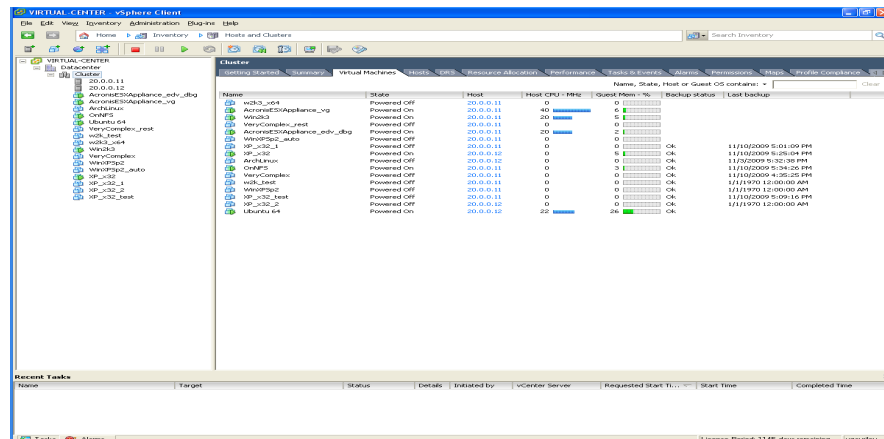 VIRTUAL-CENTER - vSphere Client
File Edit View Inventory Administration Plug-ins Help
Home Inventory Hosts and Clusters Search Inventory
VIRTUAL-CENTER
Datacenter
Cluster
20.0.0.11
20.0.0.12
AcronisESXAppliance_edv_dbg
AcronisESXAppliance_vg
ArchLinux
OnNFS
Ubuntu 64
VeryComplex_rest
w2k_test
w2k3_x64
Win2k3
VeryComplex
WinXPSp2
WinXPSp2_auto
XP_x32
XP_x32_1
XP_x32_2
XP_x32_test
Cluster
Getting Started Summary Virtual Machines Hosts DRS Resource Allocation Performance Tasks & Events Alarms Permissions Maps Profile Compliance
Name, State, Host or Guest OS contains: Clear
Name State Host Host CPU - MHz Guest Mem - % Backup status Last backup
w2k3_x64 Powered Off 20.0.0.11 0 0
AcronisESXAppliance_vg Powered On 20.0.0.11 40 6
Win2k3 Powered On 20.0.0.11 20 5
VeryComplex_rest Powered Off 20.0.0.11 0 0
AcronisESXAppliance_edv_dbg Powered On 20.0.0.11 20 2
WinXPSp2_auto Powered Off 20.0.0.11 0 0
XP_x32_1 Powered Off 20.0.0.11 0 0 Ok 11/10/2009 5:01:09 PM
XP_x32 Powered On 20.0.0.11 0 5 Ok 11/10/2009 5:25:04 PM
ArchLinux Powered Off 20.0.0.12 0 0 Ok 11/3/2009 5:32:38 PM
OnNFS Powered On 20.0.0.11 0 3 Ok 11/10/2009 5:34:26 PM
VeryComplex Powered Off 20.0.0.11 0 0 Ok 11/10/2009 4:35:25 PM
w2k_test Powered Off 20.0.0.11 0 0 Ok 1/1/1970 12:00:00 AM
WinXPSp2 Powered Off 20.0.0.11 0 0 Ok 1/1/1970 12:00:00 AM
XP_x32_test Powered Off 20.0.0.11 0 0 Ok 11/10/2009 5:09:16 PM
XP_x32_2 Powered Off 20.0.0.12 0 0 Ok 1/1/1970 12:00:00 AM
Ubuntu 64 Powered On 20.0.0.12 22 26 Ok
Recent Tasks
Name Target Status Details Initiated by vCenter Server Requested Start Ti... Start Time Completed Time
Tasks Alarms